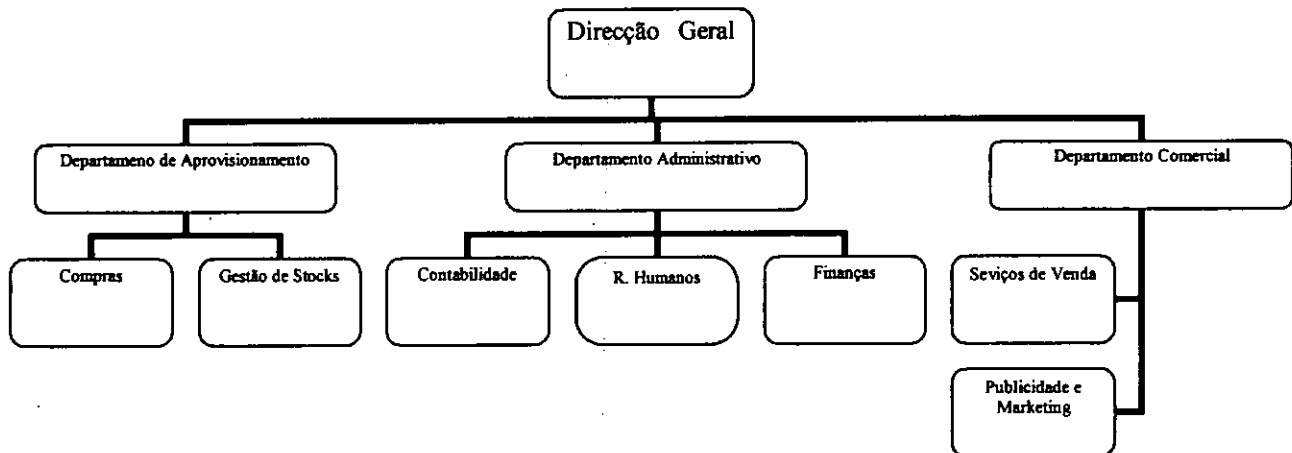 Direcção Geral
Departameno de Aprovisionamento
Departamento Administrativo
Departamento Comercial
Compras
Gestão de Stocks
Contabilidade
R. Humanos
Finanças
Seviços de Venda
Publicidade e
Marketing